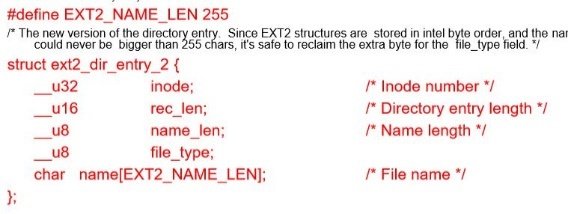 #define EXT2_NAME_LEN 255
/* The new version of the directory entry. Since EXT2 structures are stored in intel byte order, and the
could never be bigger than 255 chars, it's safe to reclaim the extra byte for the file_type field. */
struct ext2_dir_entry_2 {
__u32 inode; /* Inode number */
__u16 rec_len; /* Directory entry length */
__u8 name_len; /* Name length */
__u8 file_type;
char name[EXT2_NAME_LEN]; /* File name */
};